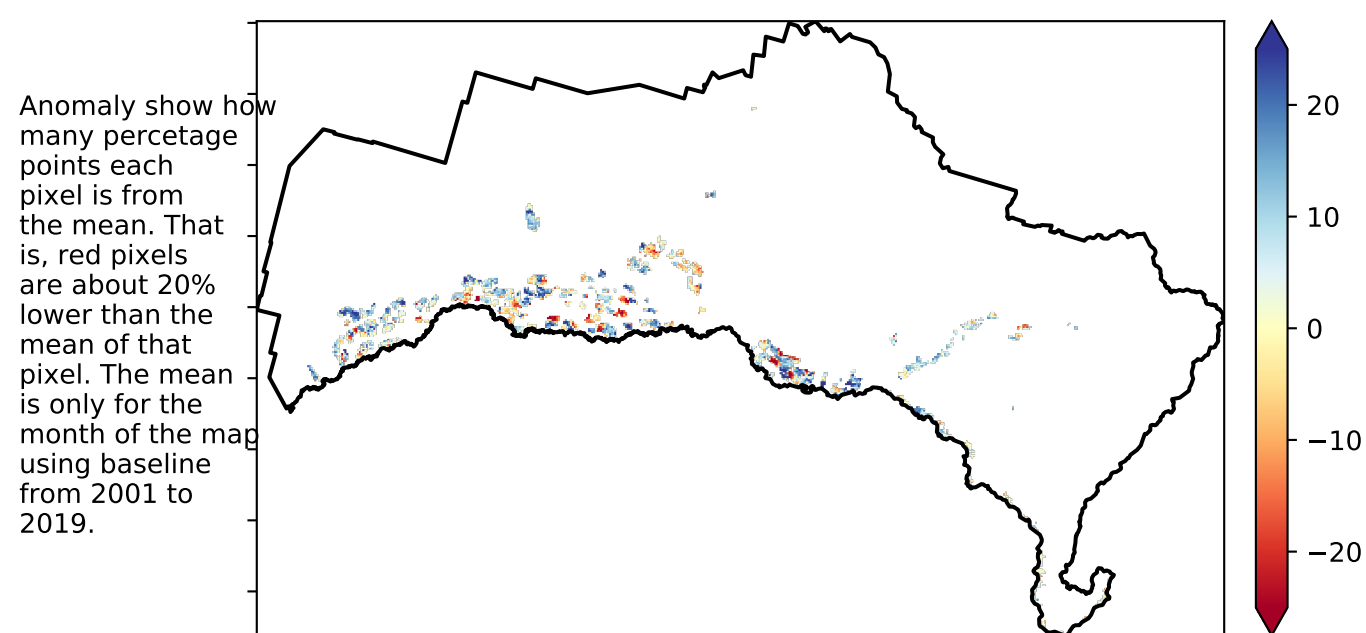 Anomaly show how
many percetage
points each
pixel is from
the mean. That
is, red pixels
are about 20%
lower than the
mean of that
pixel. The mean
is only for the
month of the map
using baseline
from 2001 to
2019.
20
10
0
−10
−20